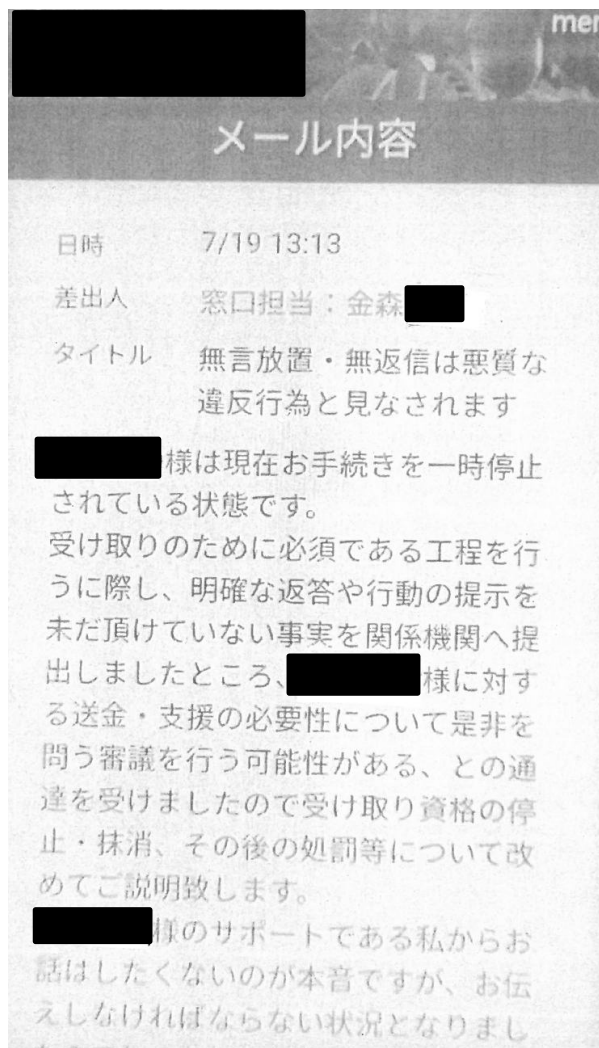 mer
メール内容
日時 7/19 13:13
差出人 窓口担当：金森
タイトル 無言放置・無返信は悪質な
違反行為と見なされます
様は現在お手続きを一時停止
されている状態です。
受け取りのために必須である工程を行
うに際し、明確な返答や行動の提示を
未だ頂けていない事実を関係機関へ提
出しましたところ、様に対す
る送金・支援の必要性について是非を
問う審議を行う可能性がある、との通
達を受けましたので受け取り資格の停
止・抹消、その後の処罰等について改
めてご説明致します。
様のサポートである私からお
話はしたくないのが本音ですが、お伝
えしなければならない状況となりまし